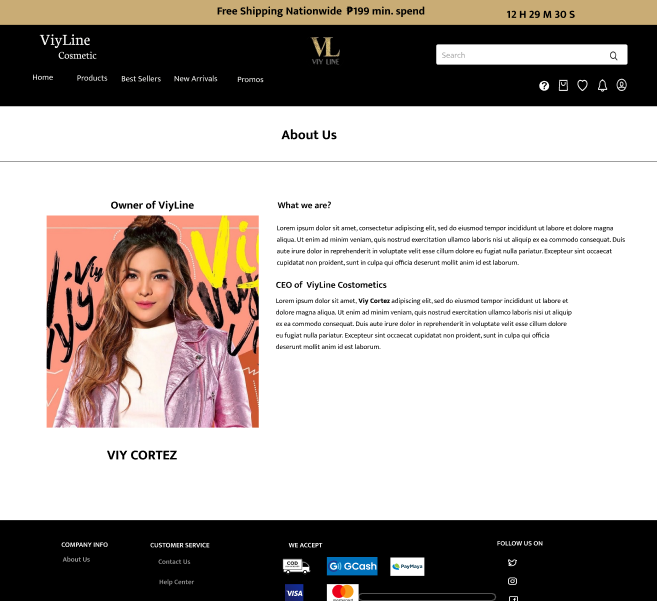 Free Shipping Nationwide ₱199 min. spend
12 H 29 M 30 S
ViyLine
Cosmetic
VL
VIY LINE
Search
Home
Products
Best Sellers
New Arrivals
Promos
About Us
Owner of ViyLine
What we are?
Lorem ipsum dolor sit amet, consectetur adipiscing elit, sed do eiusmod tempor incididunt ut labore et dolore magna
aliqua. Ut enim ad minim veniam, quis nostrud exercitation ullamco laboris nisi ut aliquip ex ea commodo consequat. Duis
aute irure dolor in reprehenderit in voluptate velit esse cillum dolore eu fugiat nulla pariatur. Excepteur sint occaecat
cupidatat non proident, sunt in culpa qui officia deserunt mollit anim id est laborum.
CEO of ViyLine Costometics
Lorem ipsum dolor sit amet, Viy Cortez adipiscing elit, sed do eiusmod tempor incididunt ut labore et
dolore magna aliqua. Ut enim ad minim veniam, quis nostrud exercitation ullamco laboris nisi ut aliquip
ex ea commodo consequat. Duis aute irure dolor in reprehenderit in voluptate velit esse cillum dolore
eu fugiat nulla pariatur. Excepteur sint occaecat cupidatat non proident, sunt in culpa qui officia
deserunt mollit anim id est laborum.
VIY CORTEZ
COMPANY INFO
About Us
CUSTOMER SERVICE
Contact Us
Help Center
WE ACCEPT
COD
GCash
PayMaya
VISA
mastercard
FOLLOW US ON